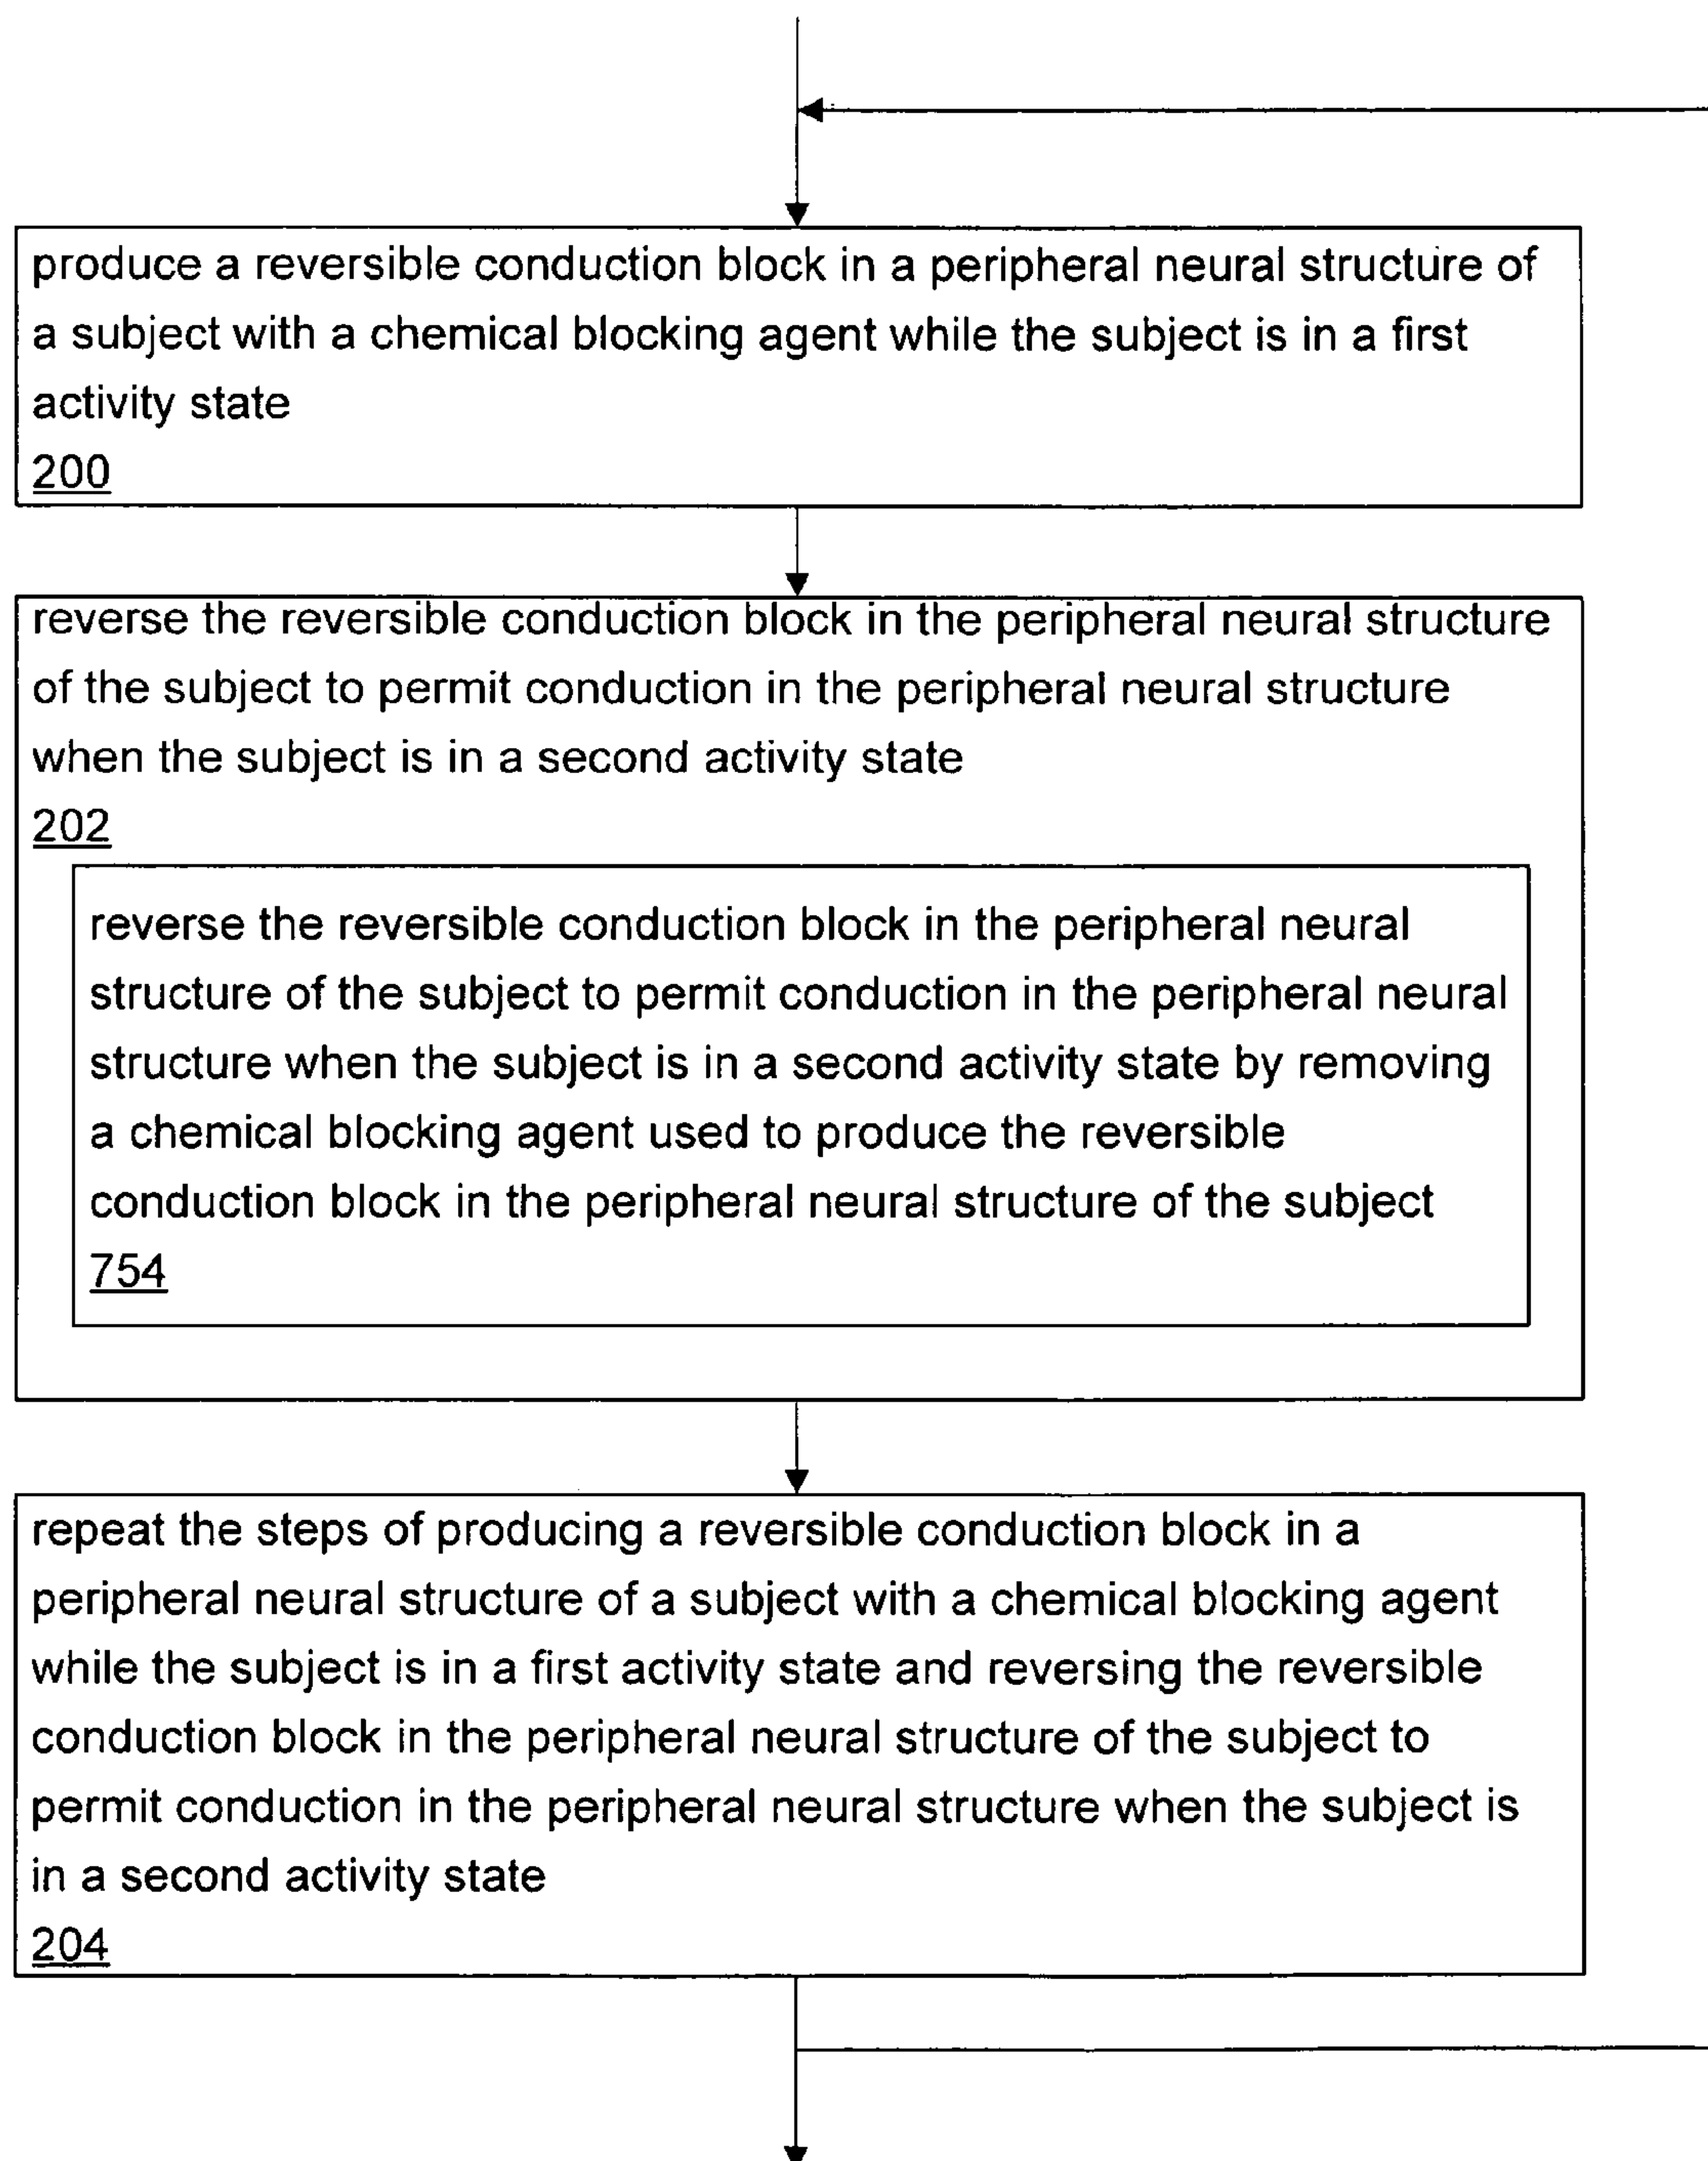 produce a reversible conduction block in a peripheral neural structure of
a subject with a chemical blocking agent while the subject is in a first
activity state
200
reverse the reversible conduction block in the peripheral neural structure
of the subject to permit conduction in the peripheral neural structure
when the subject is in a second activity state
202
reverse the reversible conduction block in the peripheral neural
structure of the subject to permit conduction in the peripheral neural
structure when the subject is in a second activity state by removing
a chemical blocking agent used to produce the reversible
conduction block in the peripheral neural structure of the subject
754
repeat the steps of producing a reversible conduction block in a
peripheral neural structure of a subject with a chemical blocking agent
while the subject is in a first activity state and reversing the reversible
conduction block in the peripheral neural structure of the subject to
permit conduction in the peripheral neural structure when the subject is
in a second activity state
204